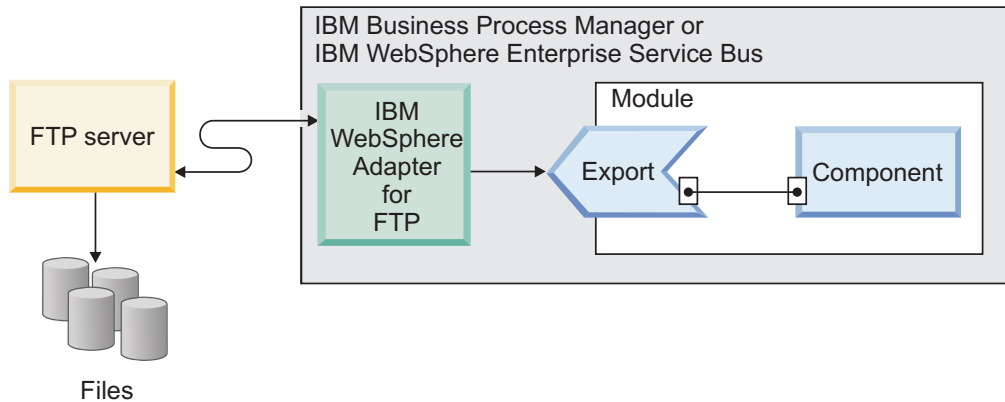 IBM Business Process Manager or
IBM WebSphere Enterprise Service Bus
FTP server
IBM
WebSphere
Adapter
for
FTP
Module
Export
Component
Files